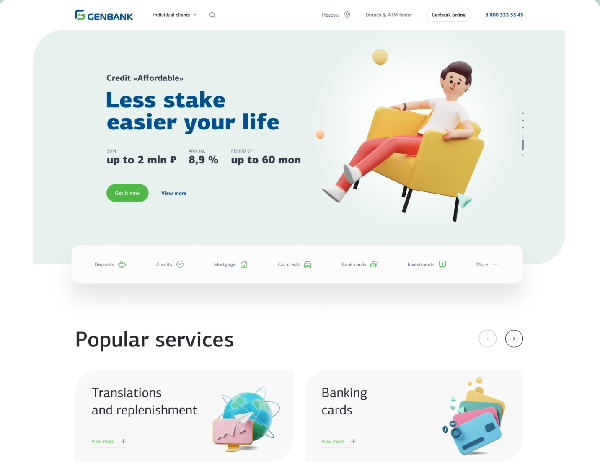 GENBANK
Individual clients
Moscow
Branch & ATM finder
Genbank online
8 800 333 55 45
Credit «Affordable»
Less stake
easier your life
SUM
ANNUAL
PERIOD OF
up to 2 mln ₽
8,9 %
up to 60 mon
Get it now
View more
Deposits
Credits
Mortgage
Car credit
Bank cards
Investments
More
Popular services
Translations
and replenishment
View more
Banking
cards
View more